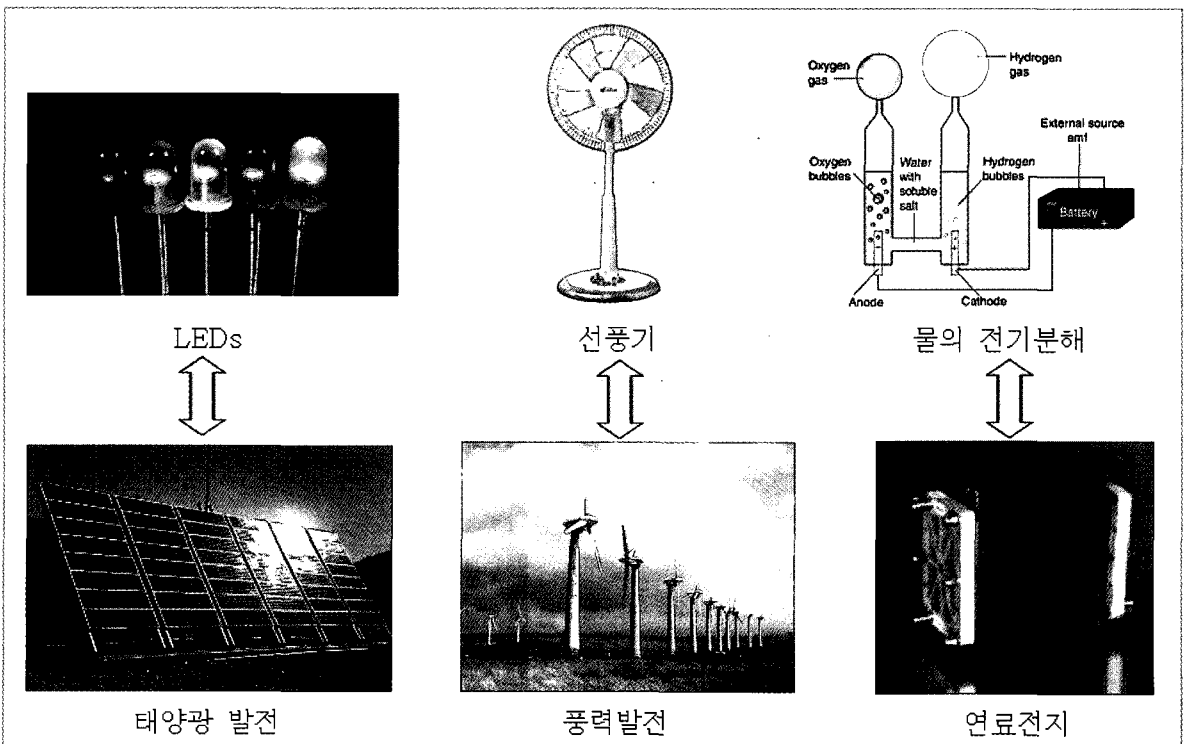 Oxygen
gas
Hydrogen
gas
External source
emf
Oxygen
bubbles
Water
with
soluble
salt
Hydrogen
bubbles
Battery
+
Anode
Cathode
LEDs
선풍기
물의 전기분해
태양광 발전
풍력발전
연료전지